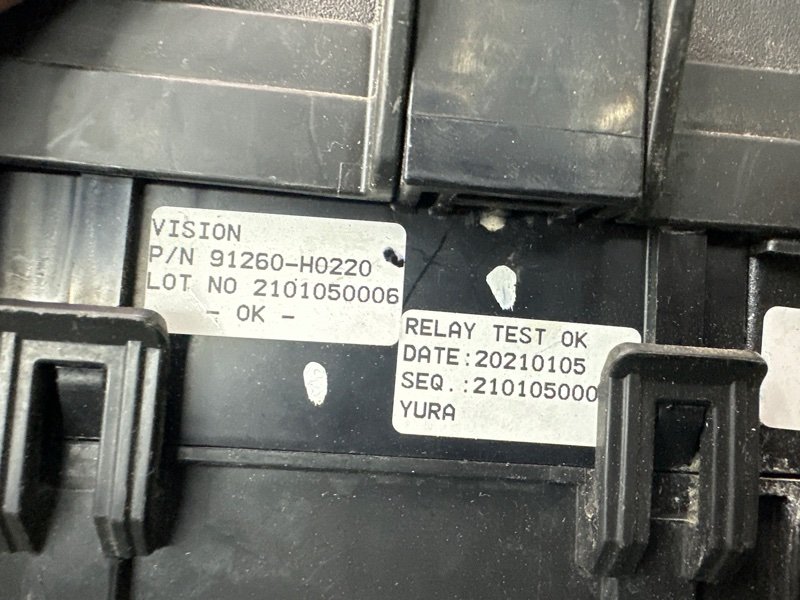 VISION
P/N 91260-H0220
LOT NO 2101050006
- OK -
RELAY TEST OK
DATE:20210105
SEQ.:210105000
YURA